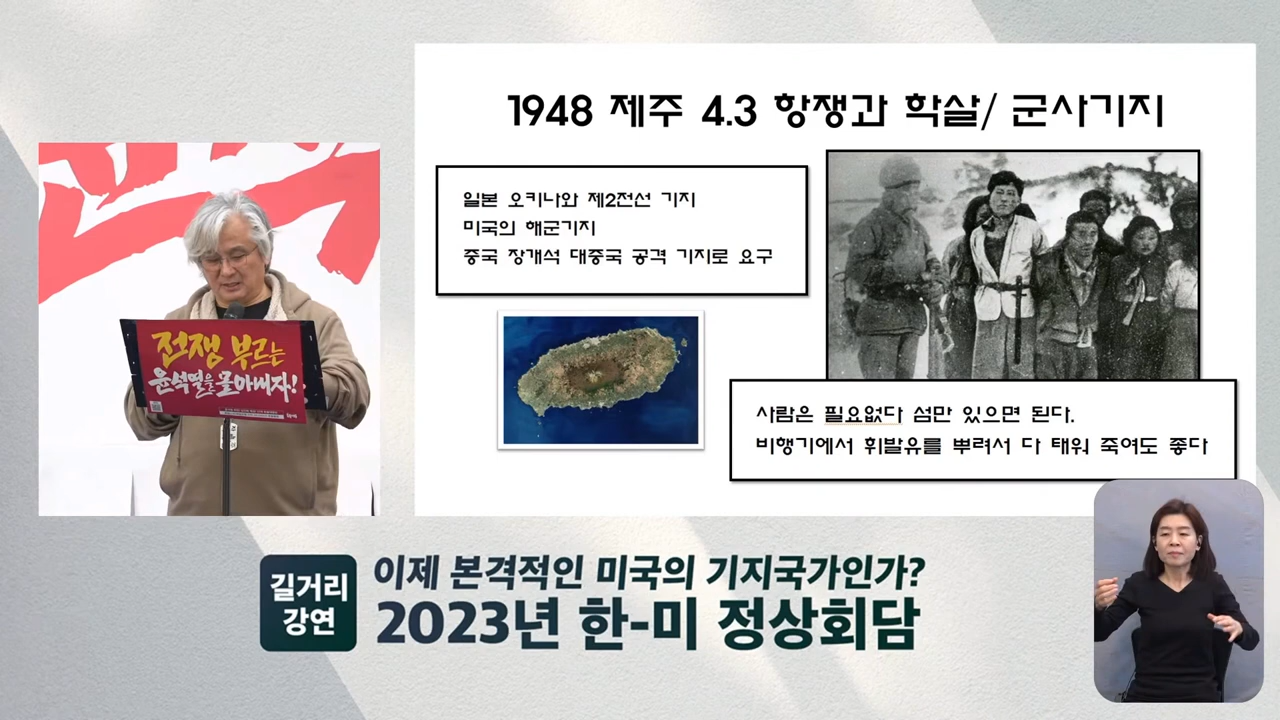 1948 제주 4.3 항쟁과 학살/ 군사기지
일본 오키나와 제2전선 기지
미국의 해군기지
중국 장개석 대중국 공격 기지로 요구
사람은 필요없다 섬만 있으면 된다.
비행기에서 휘발유를 뿌려서 다 태워 죽여도 좋다
전쟁 부르는
윤석열을 몰아내자!
길거리
강연
이제 본격적인 미국의 기지국가인가?
2023년 한-미 정상회담